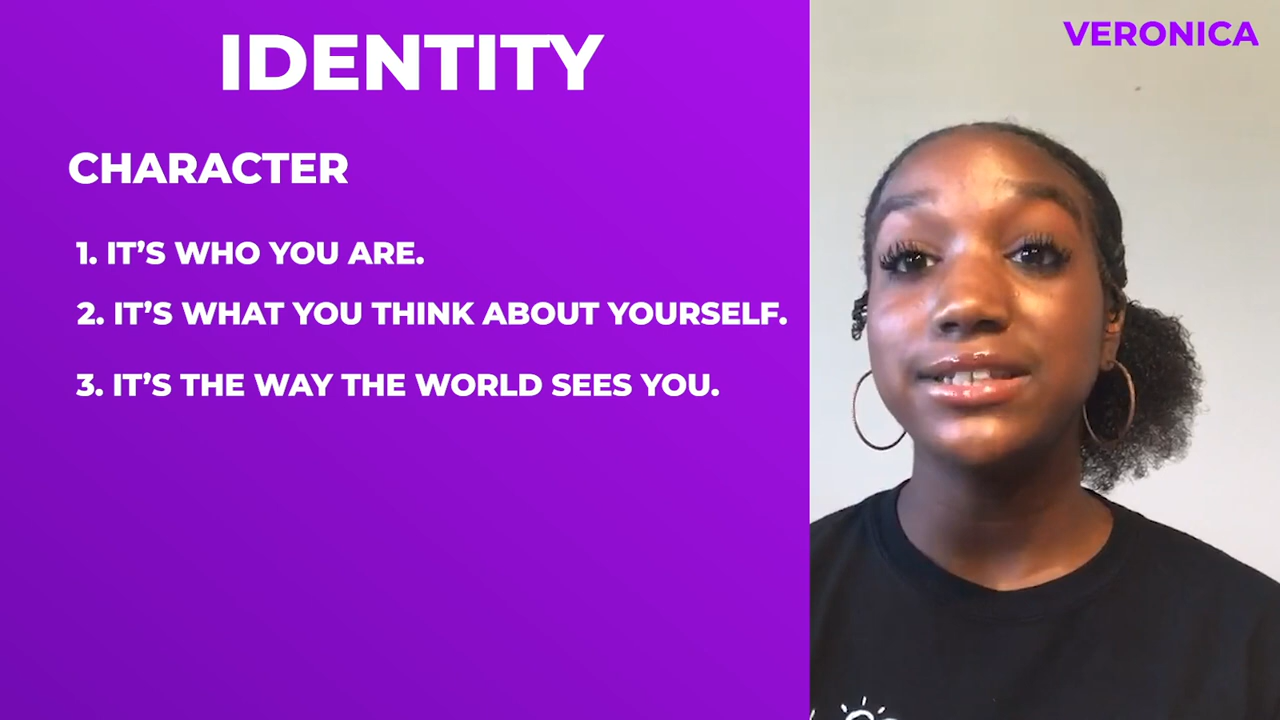 IDENTITY
VERONICA
CHARACTER
1. IT'S WHO YOU ARE.
2. IT'S WHAT YOU THINK ABOUT YOURSELF.
3. IT'S THE WAY THE WORLD SEES YOU.